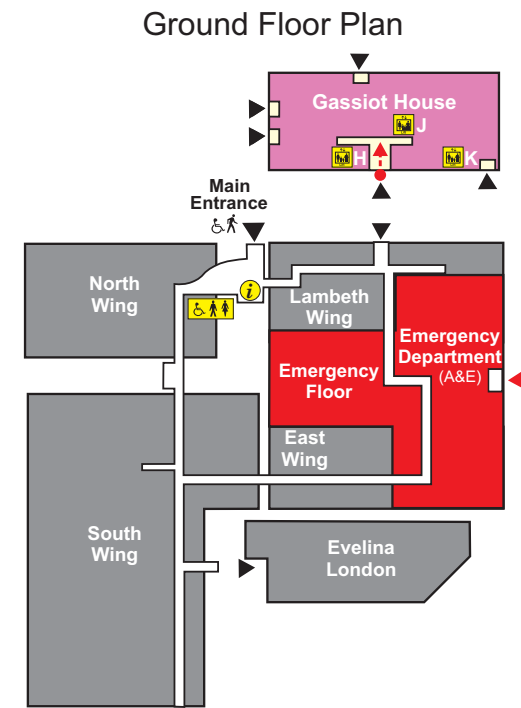 Ground Floor Plan
Gassiot House
J
H
K
Main
Entrance
North
Wing
i
Lambeth
Wing
Emergency
Department
(A&E)
Emergency
Floor
East
Wing
South
Wing
Evelina
London